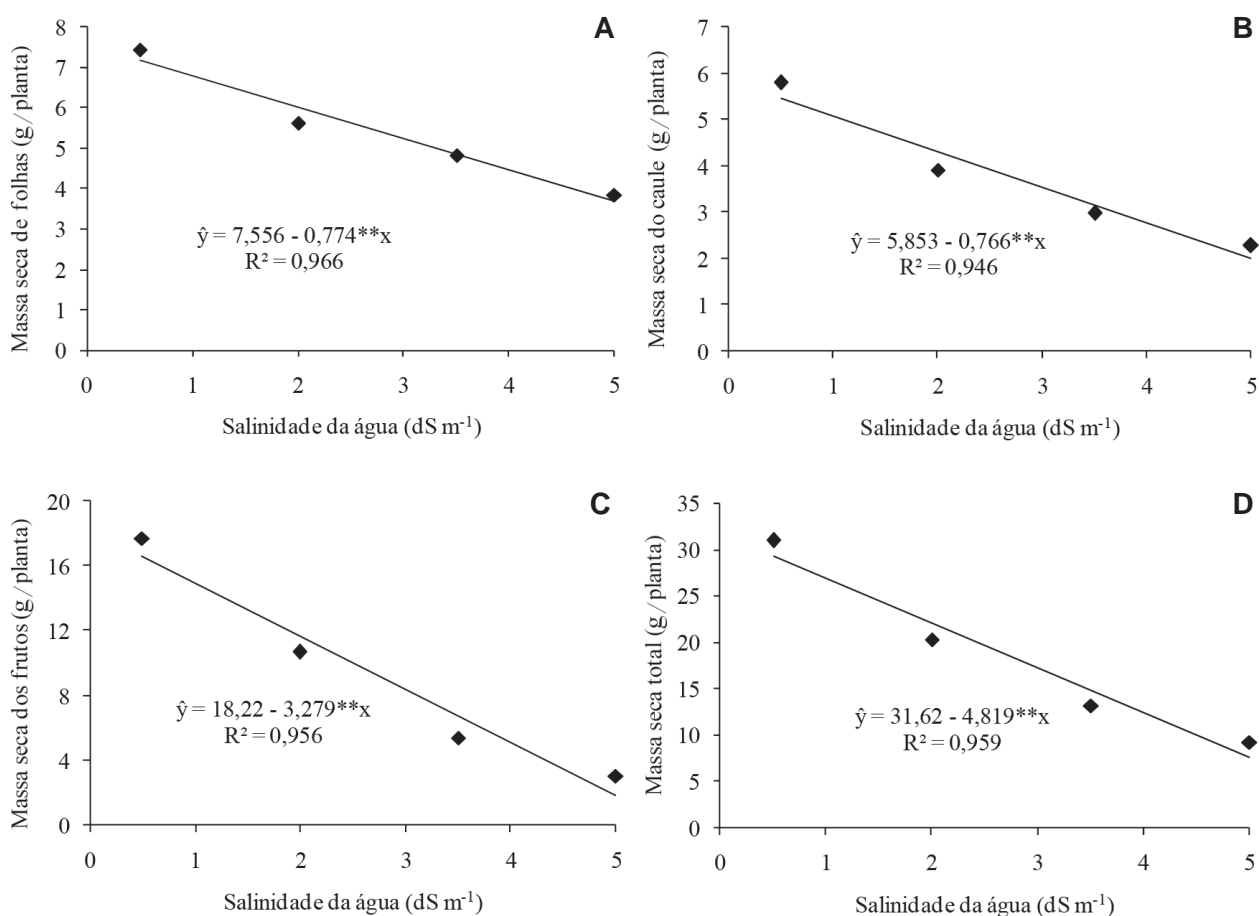 A
Massa seca de folhas (g/planta)
8
7
6
5
4
3
2
1
0
ŷ = 7,556 - 0,774**x
R² = 0,966
0 1 2 3 4 5
Salinidade da água (dS m⁻¹)
B
Massa seca do caule (g/planta)
7
6
5
4
3
2
1
0
ŷ = 5,853 - 0,766**x
R² = 0,946
0 1 2 3 4 5
Salinidade da água (dS m⁻¹)
C
Massa seca dos frutos (g/planta)
20
16
12
8
4
0
ŷ = 18,22 - 3,279**x
R² = 0,956
0 1 2 3 4 5
Salinidade da água (dS m⁻¹)
D
Massa seca total (g/planta)
35
30
25
20
15
10
5
0
ŷ = 31,62 - 4,819**x
R² = 0,959
0 1 2 3 4 5
Salinidade da água (dS m⁻¹)